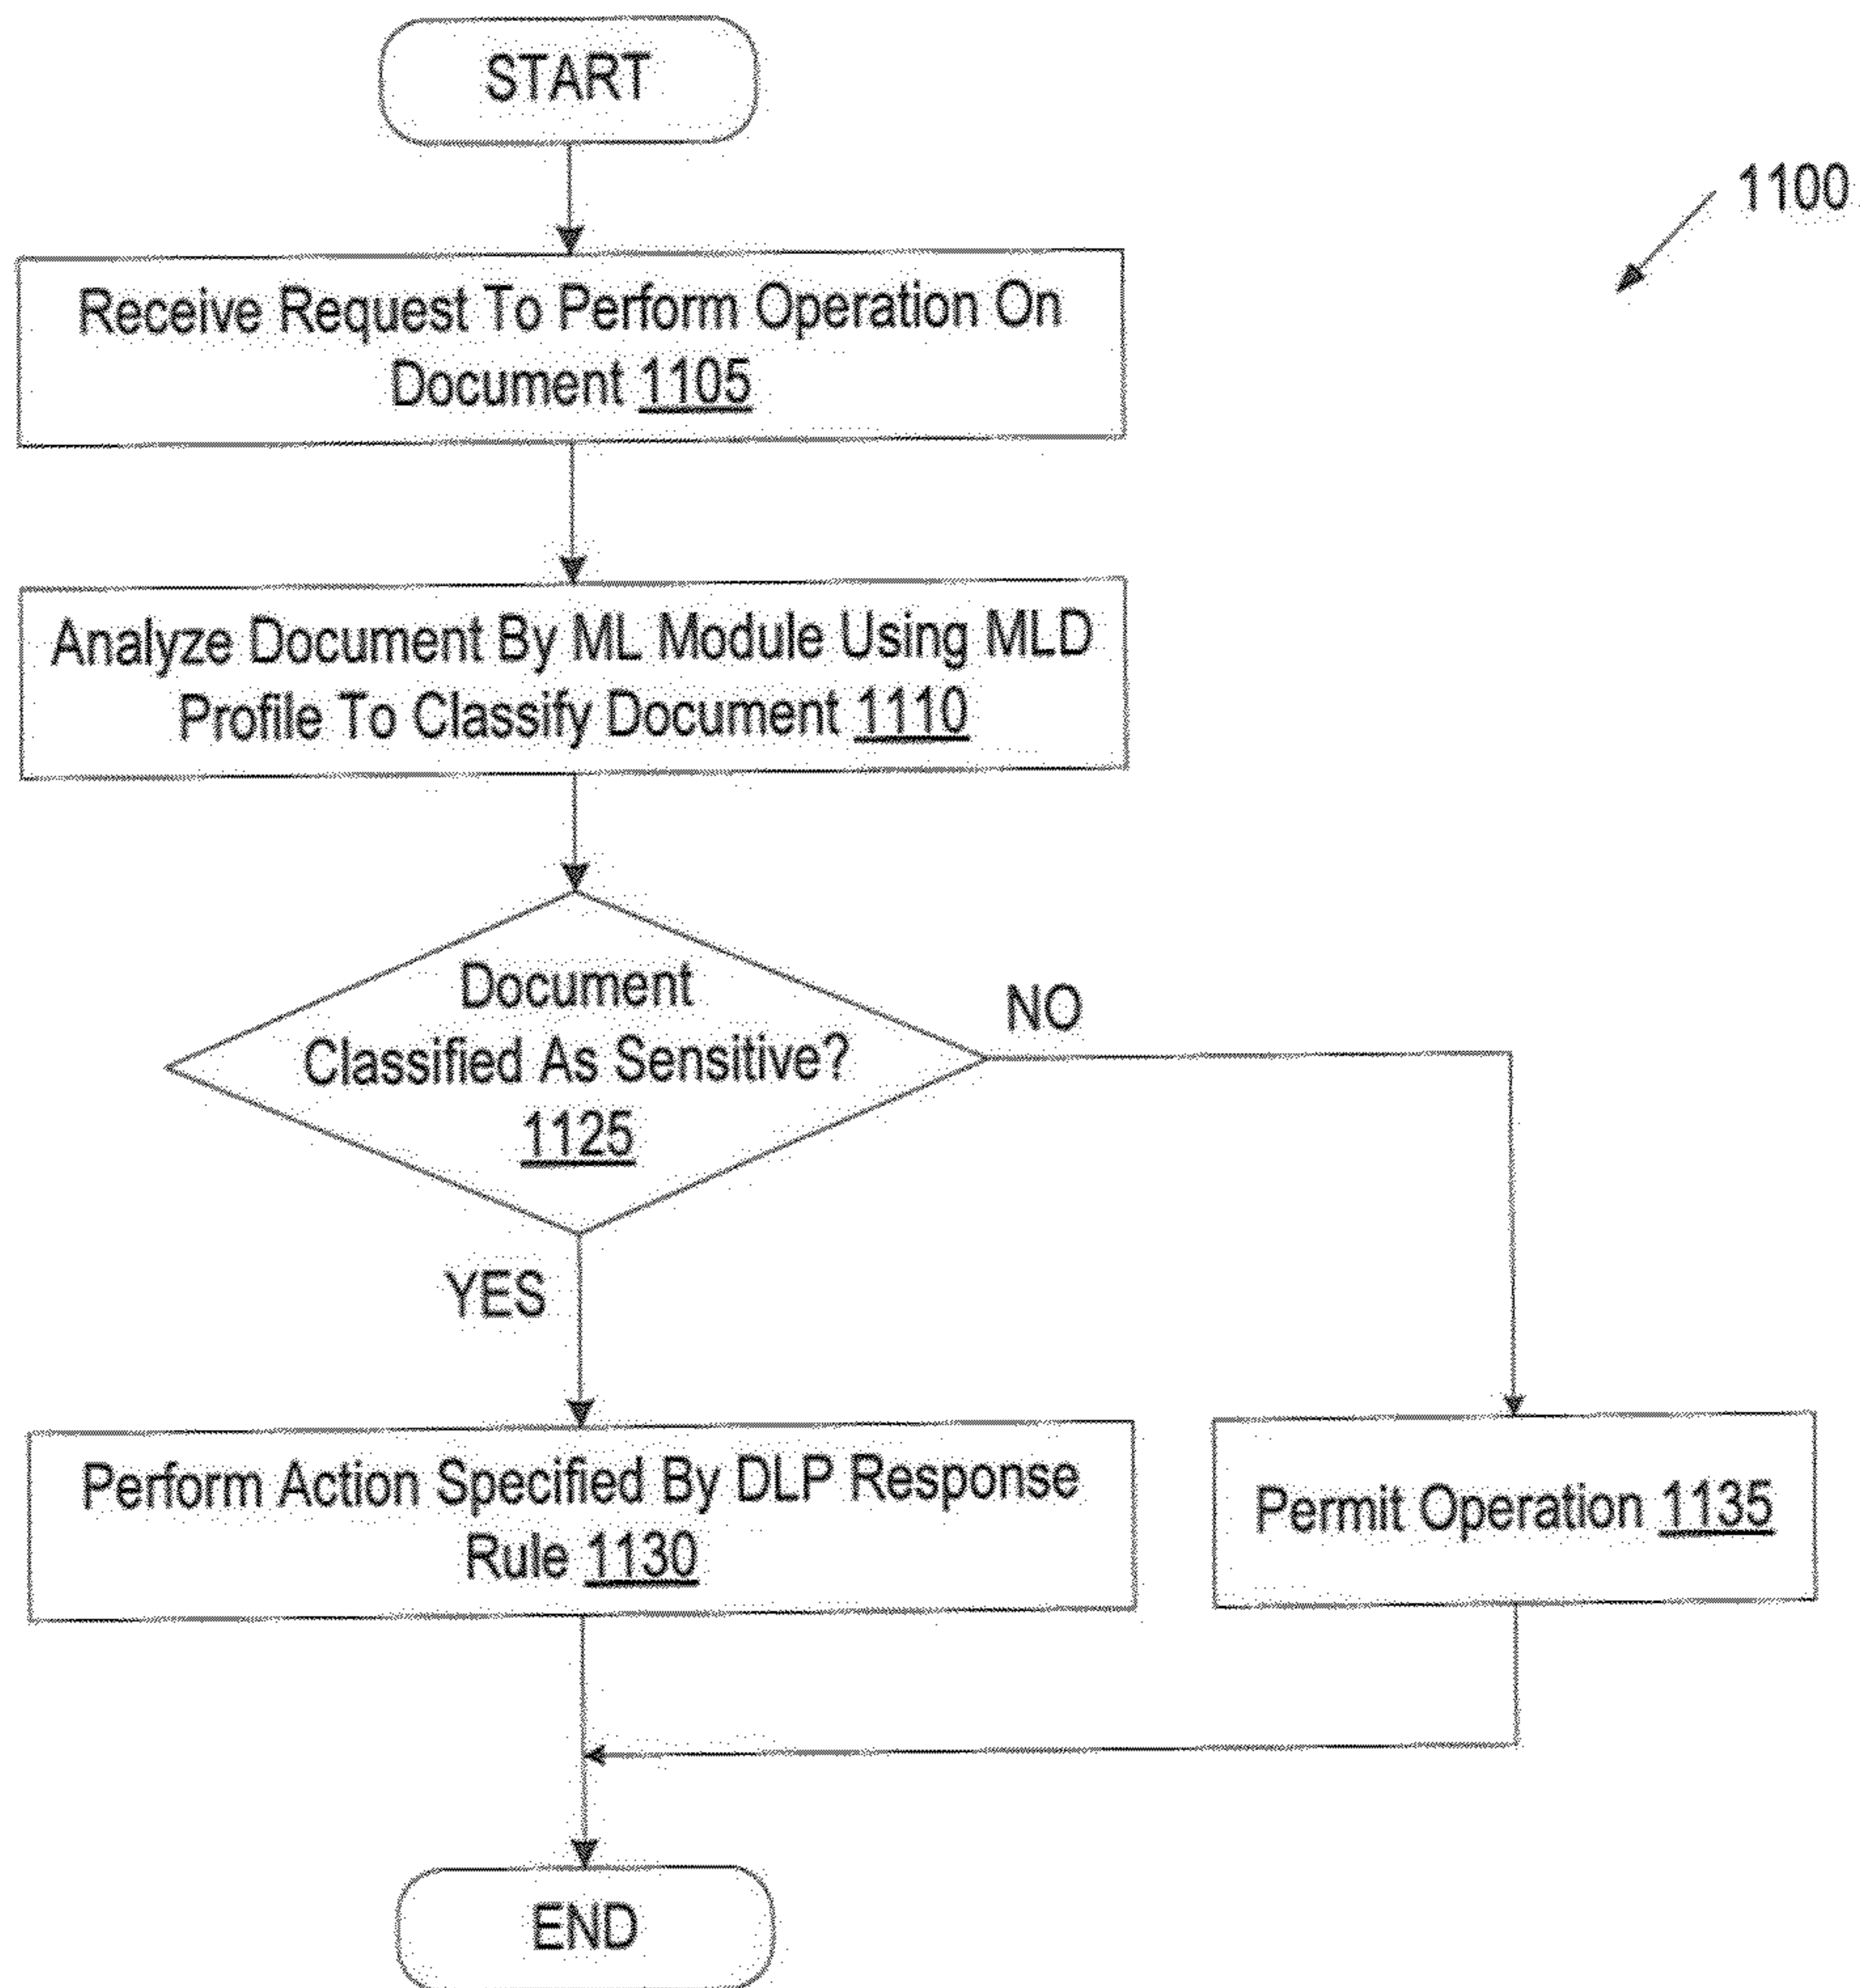 START
1100
Receive Request To Perform Operation On
Document 1105
Analyze Document By ML Module Using MLD
Profile To Classify Document 1110
Document
Classified As Sensitive?
1125
NO
YES
Perform Action Specified By DLP Response
Rule 1130
Permit Operation 1135
END